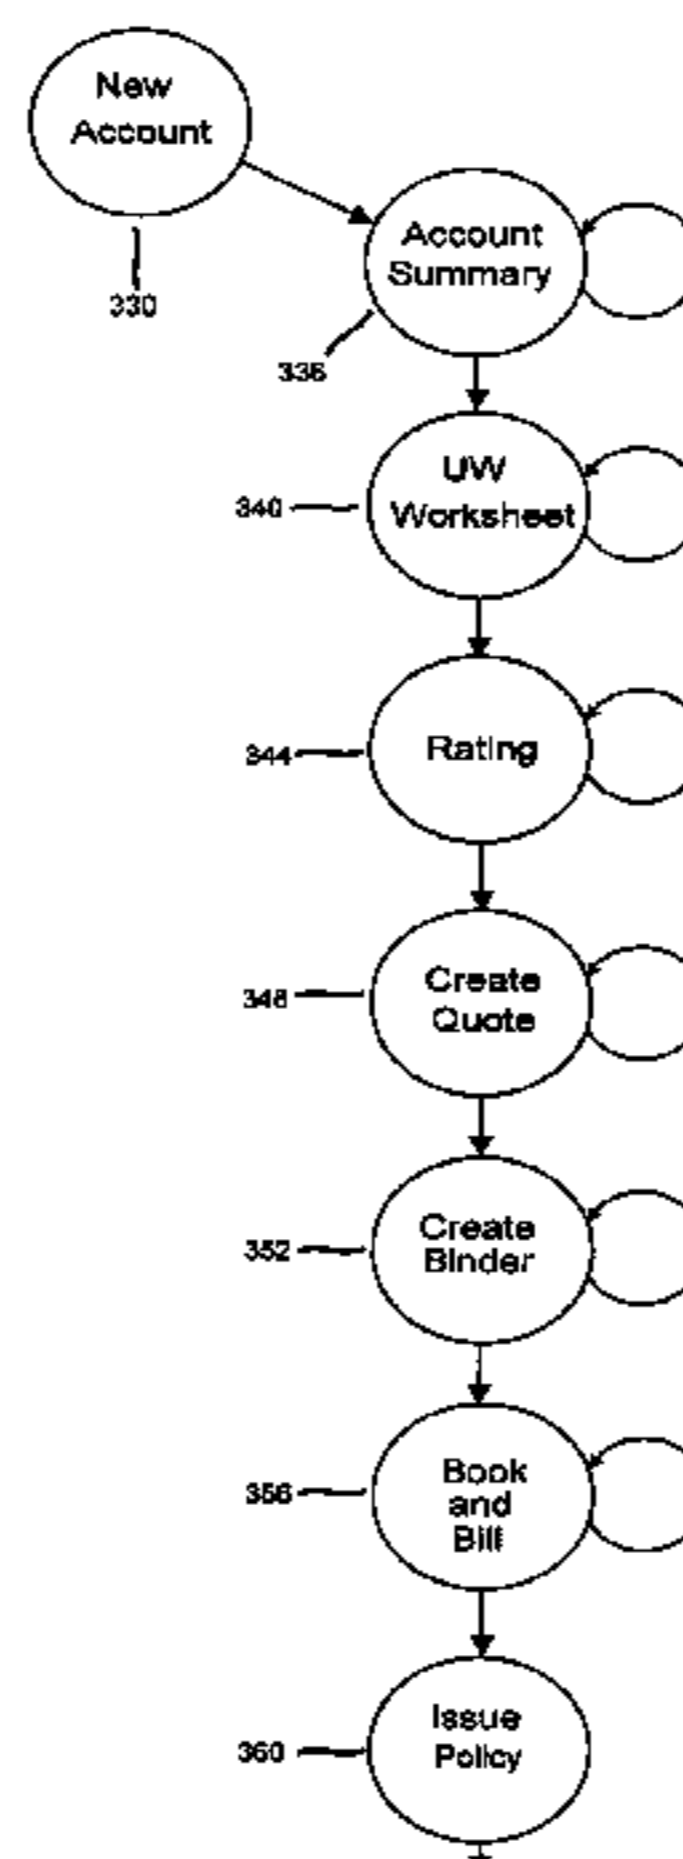 New
Account
330
Account
Summary
336
UW
Worksheet
340
Rating
344
Create
Quote
348
Create
Binder
352
Book
and
Bill
356
Issue
Policy
360